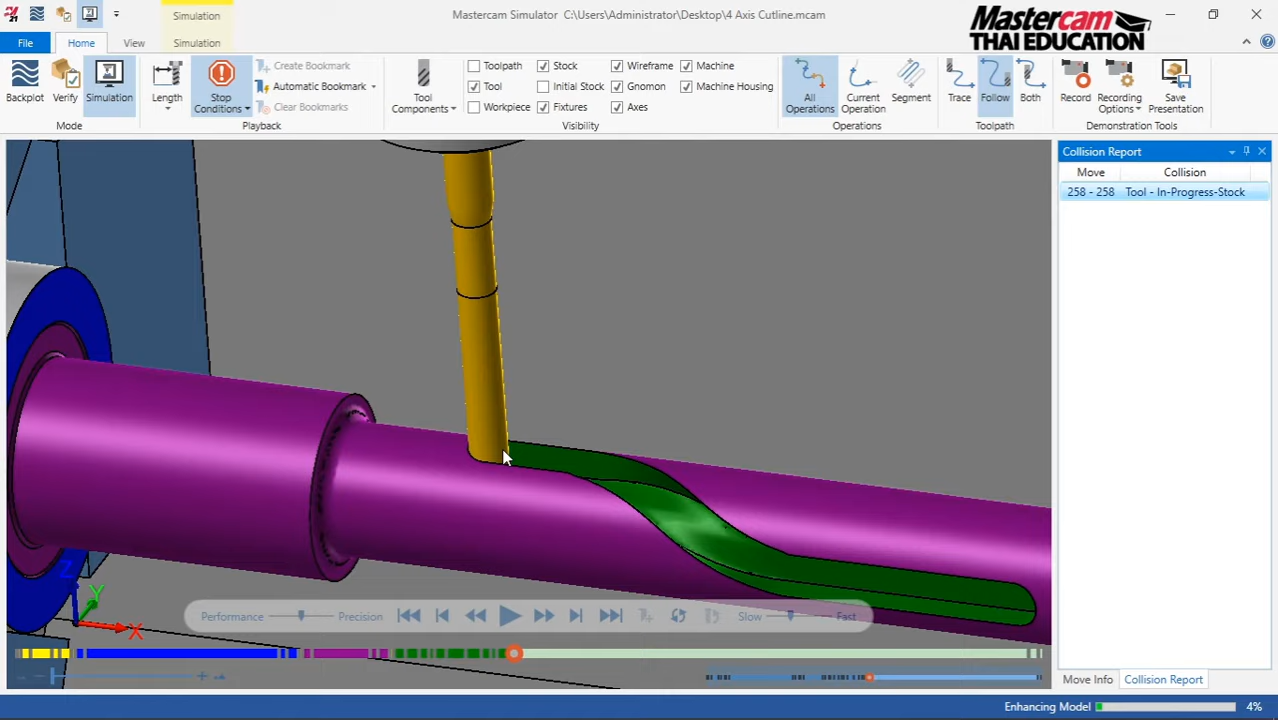 Simulation
Mastercam Simulator C:\Users\Administrator\Desktop\4 Axis Cutline.mcam
Mastercam
THAI EDUCATION
File
Home
View
Simulation
Backplot
Verify
Simulation
Mode
Length
Stop Conditions
Create Bookmark
Automatic Bookmark
Clear Bookmarks
Playback
Tool Components
Toolpath
Stock
Wireframe
Machine
Tool
Initial Stock
Gnomon
Machine Housing
Workpiece
Fixtures
Axes
Visibility
All Operations
Current Operation
Segment
Operations
Trace
Follow
Both
Toolpath
Record
Recording Options
Save Presentation
Demonstration Tools
Collision Report
Move
Collision
258 - 258
Tool - In-Progress-Stock
Z
Y
X
Performance
Precision
Slow
Fast
Move Info
Collision Report
Enhancing Model
4%